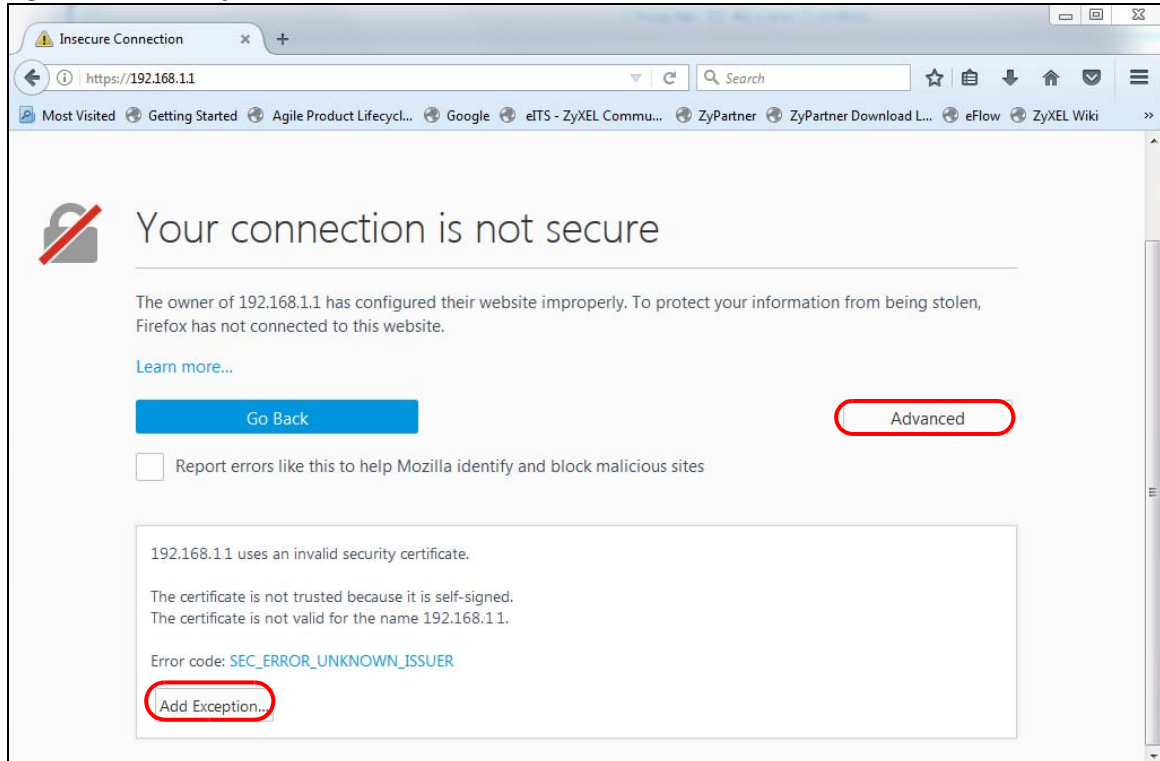 Insecure Connection
https://192.168.1.1
Search
Most Visited Getting Started Agile Product Lifecycl... Google eITS - ZyXEL Commu... ZyPartner ZyPartner Download L... eFlow ZyXEL Wiki
Your connection is not secure
The owner of 192.168.1.1 has configured their website improperly. To protect your information from being stolen,
Firefox has not connected to this website.
Learn more...
Go Back
Advanced
Report errors like this to help Mozilla identify and block malicious sites
192.168.1.1 uses an invalid security certificate.
The certificate is not trusted because it is self-signed.
The certificate is not valid for the name 192.168.1.1.
Error code: SEC_ERROR_UNKNOWN_ISSUER
Add Exception...